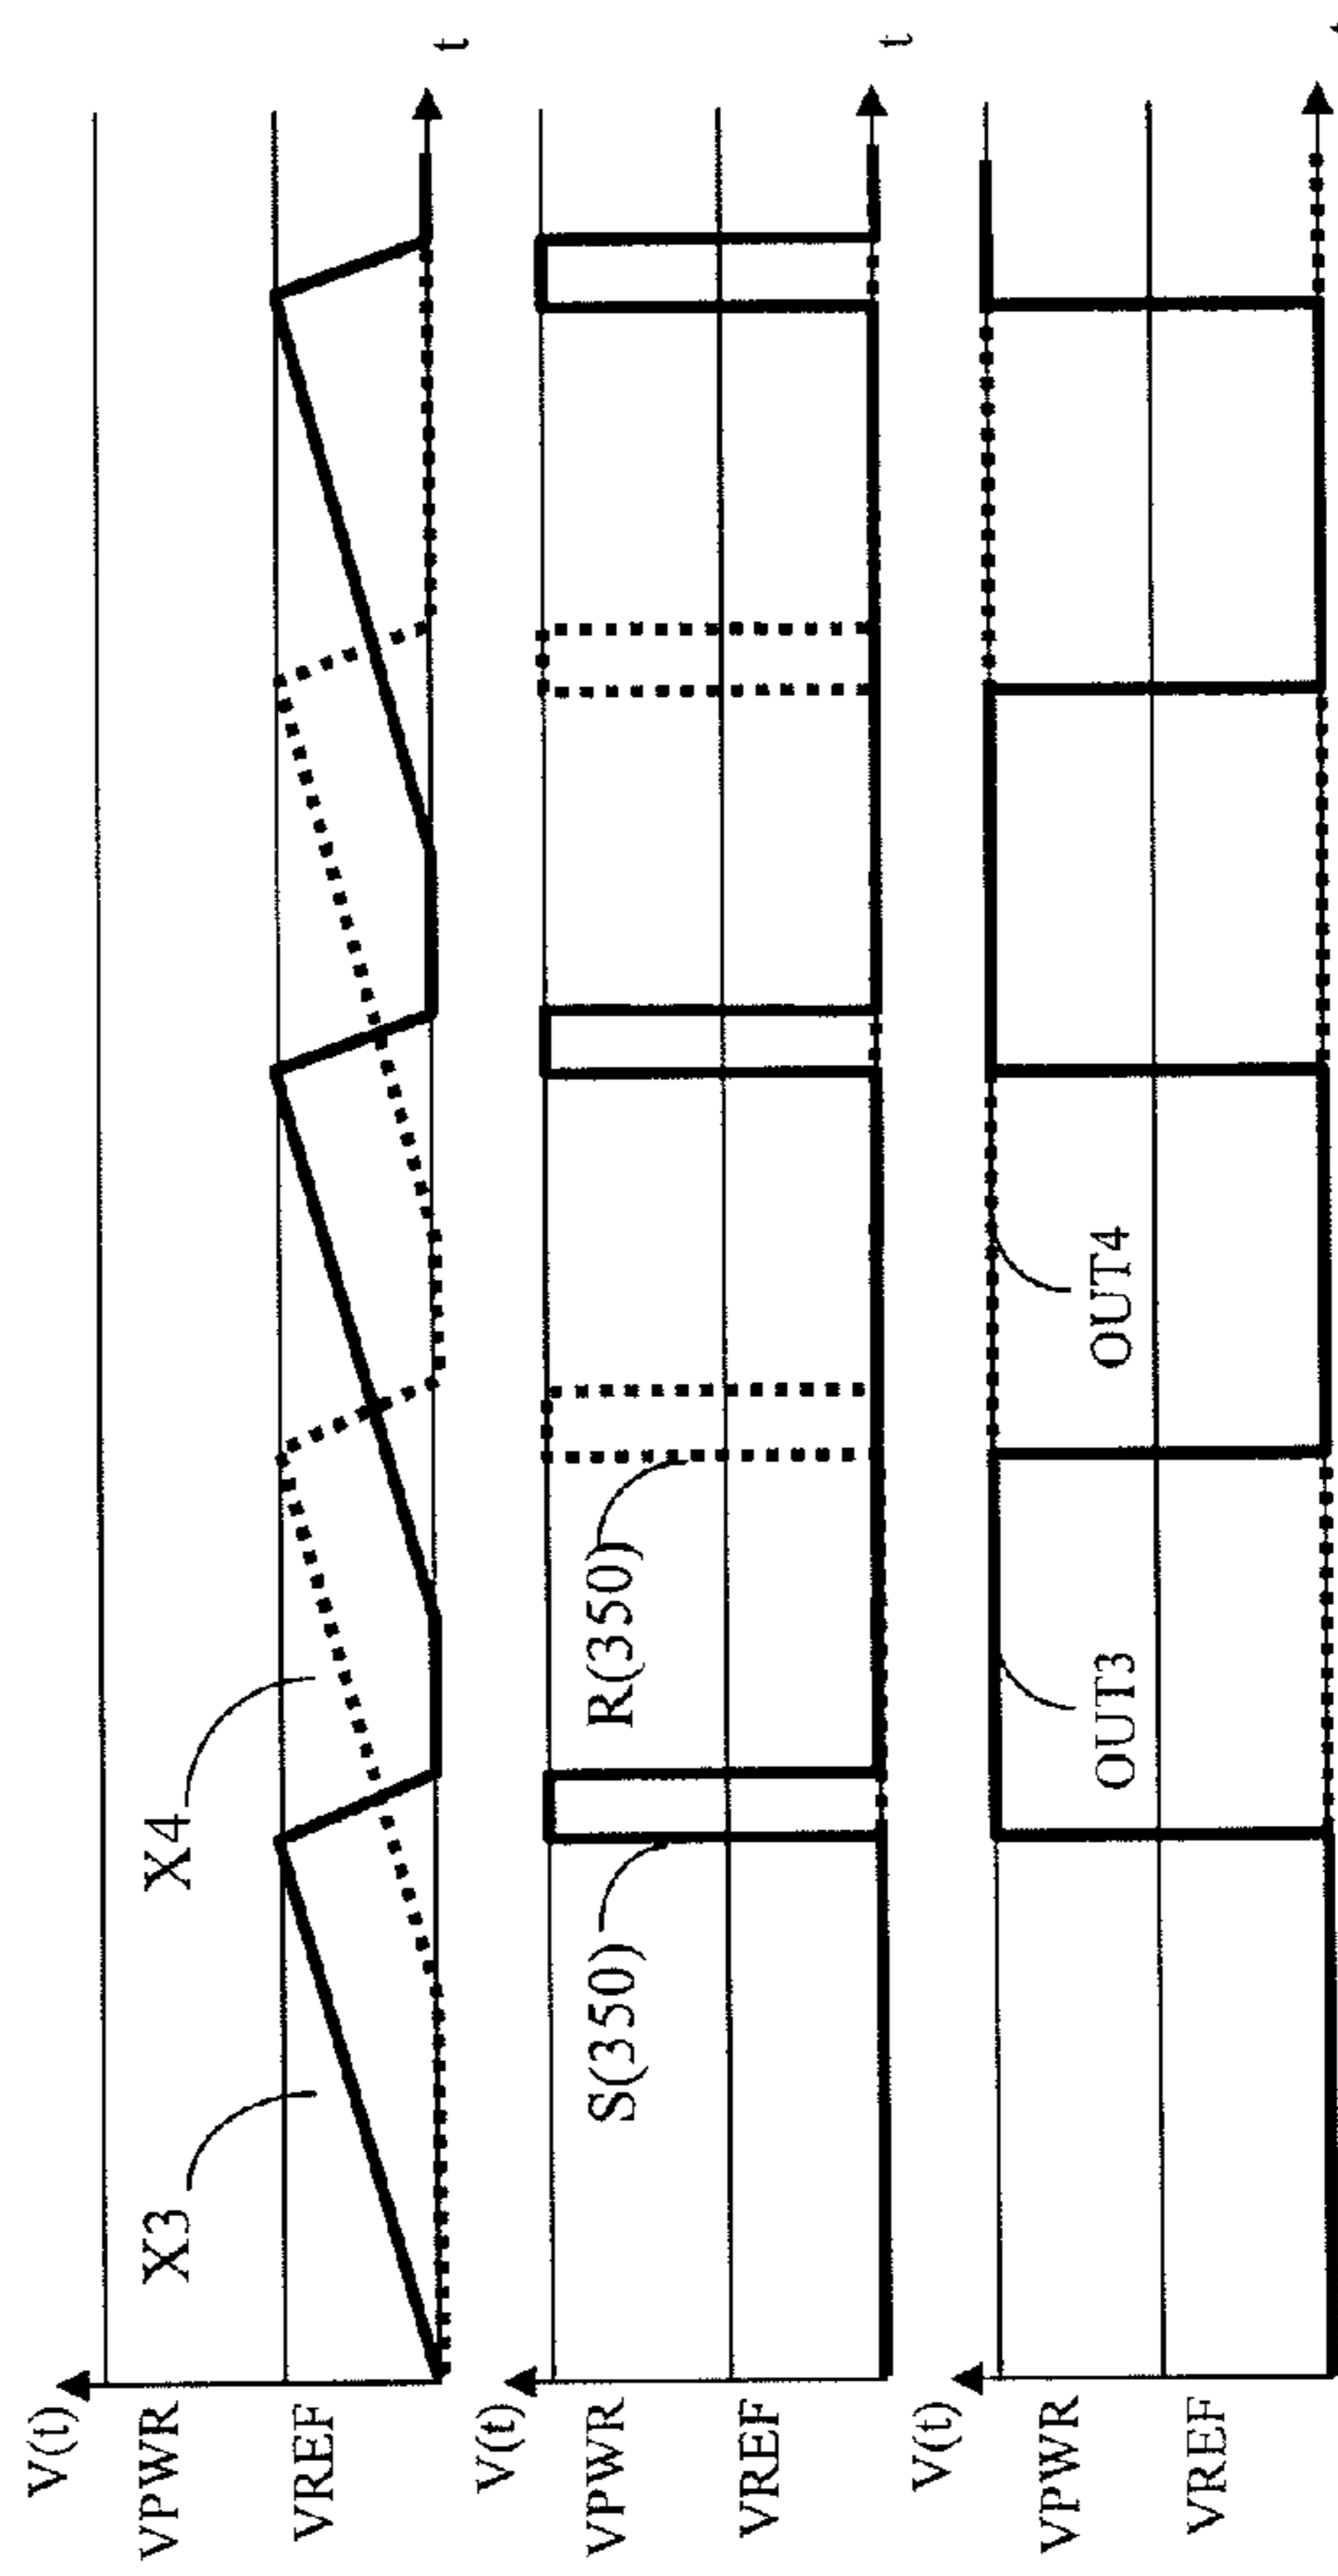 V(t)
VPWR
VREF
X3
X4
t
V(t)
VPWR
VREF
S(350)
R(350)
t
V(t)
VPWR
VREF
OUT3
OUT4